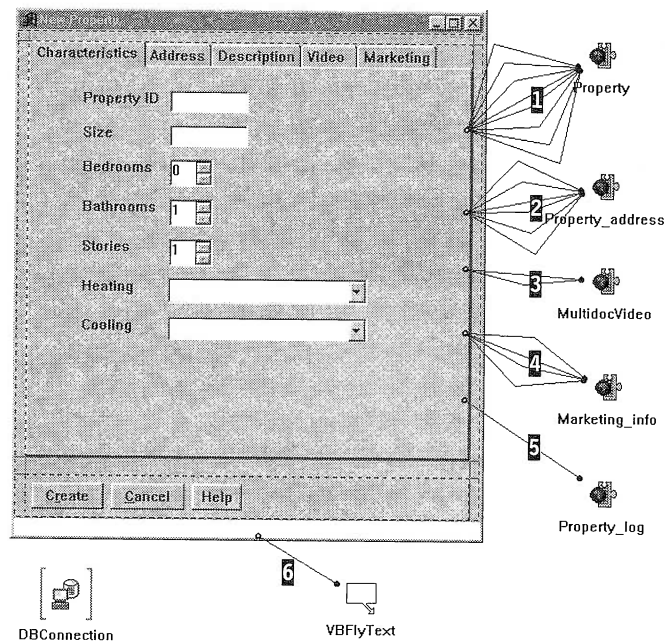 New Property
Characteristics Address Description Video Marketing
Property ID
Size
Bedrooms 0
Bathrooms 1
Stories 1
Heating
Cooling
Create Cancel Help
1
Property
2
Property_address
3
MultidocVideo
4
Marketing_info
5
Property_log
6
DBConnection
VBFlyText